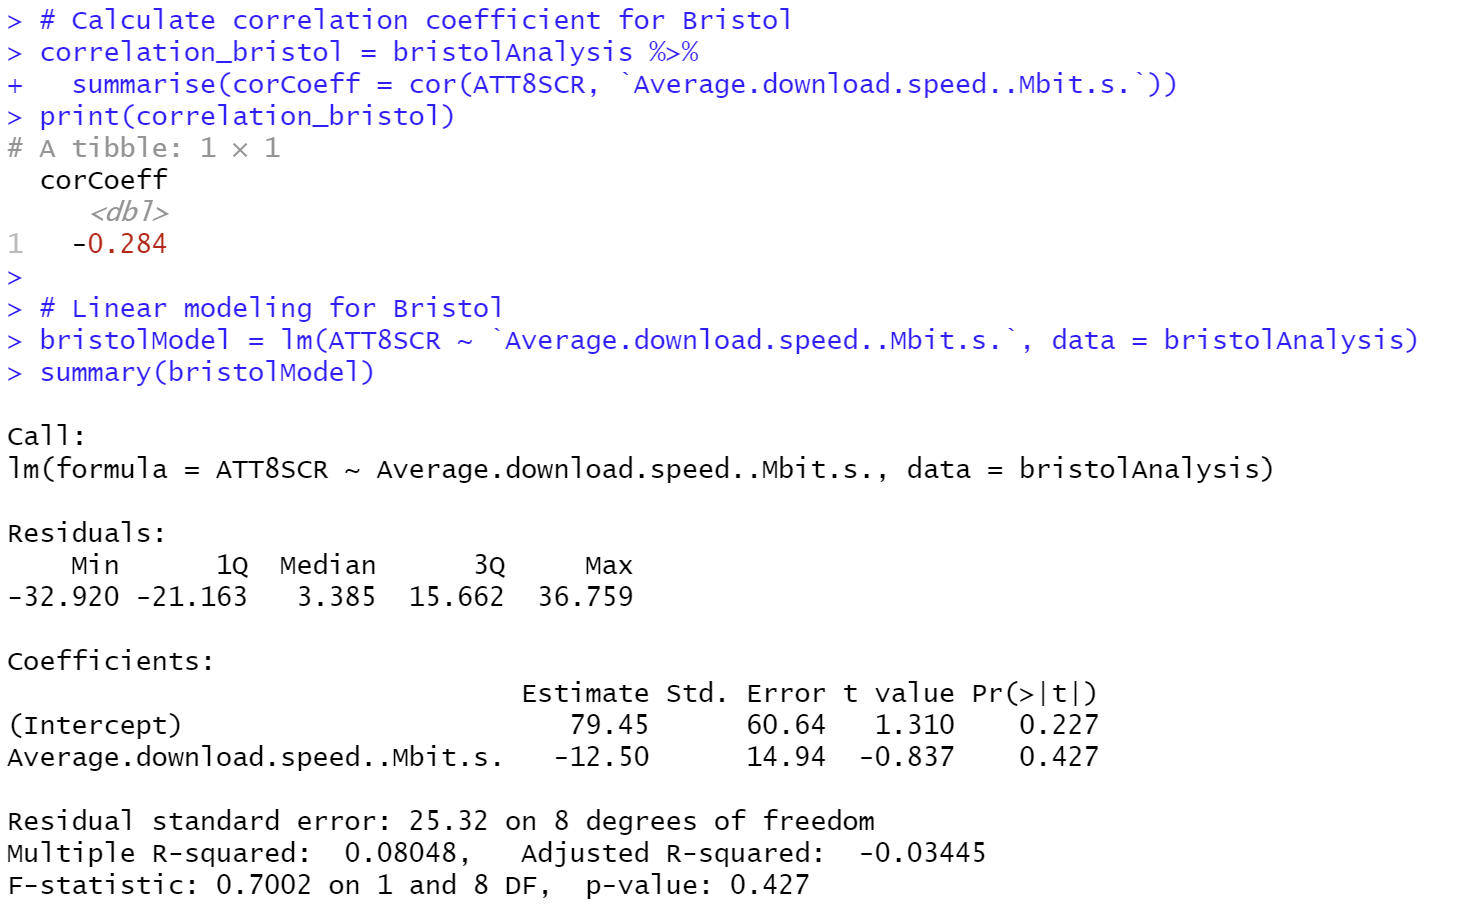 > # Calculate correlation coefficient for Bristol
> correlation_bristol = bristolAnalysis %>%
+   summarise(corCoeff = cor(ATT8SCR, `Average.download.speed..Mbit.s.`))
> print(correlation_bristol)
# A tibble: 1 × 1
  corCoeff
     <dbl>
1   -0.284
>
> # Linear modeling for Bristol
> bristolModel = lm(ATT8SCR ~ `Average.download.speed..Mbit.s.`, data = bristolAnalysis)
> summary(bristolModel)

Call:
lm(formula = ATT8SCR ~ Average.download.speed..Mbit.s., data = bristolAnalysis)

Residuals:
    Min      1Q  Median      3Q     Max
-32.920 -21.163   3.385  15.662  36.759

Coefficients:
                                Estimate Std. Error t value Pr(>|t|)
(Intercept)                        79.45      60.64   1.310    0.227
Average.download.speed..Mbit.s.   -12.50      14.94  -0.837    0.427

Residual standard error: 25.32 on 8 degrees of freedom
Multiple R-squared:  0.08048,   Adjusted R-squared:  -0.03445
F-statistic: 0.7002 on 1 and 8 DF,  p-value: 0.427